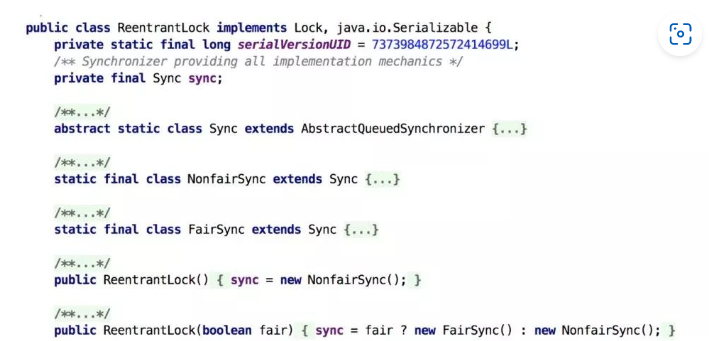 public class ReentrantLock implements Lock, java.io.Serializable {
private static final long serialVersionUID = 7373984872572414699L;
/** Synchronizer providing all implementation mechanics */
private final Sync sync;
/**...*/
abstract static class Sync extends AbstractQueuedSynchronizer {...}
/**...*/
static final class NonfairSync extends Sync {...}
/**...*/
static final class FairSync extends Sync {...}
/**...*/
public ReentrantLock() { sync = new NonfairSync(); }
/**...*/
public ReentrantLock(boolean fair) { sync = fair ? new FairSync() : new NonfairSync(); }